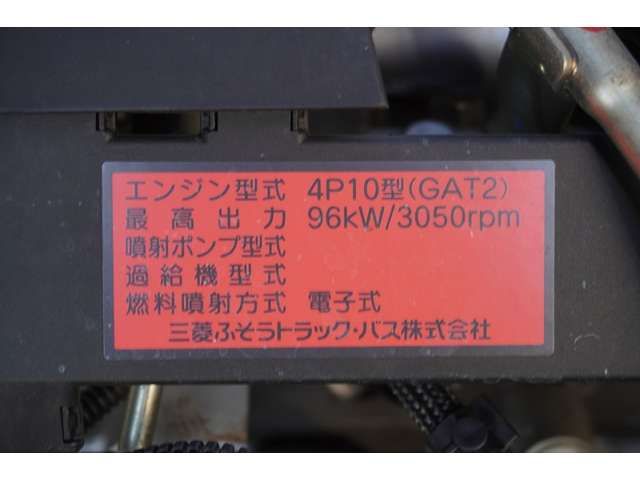 エンジン型式 4P10型(GAT2)
最高出力 96kW/3050rpm
噴射ポンプ型式
過給機型式
燃料噴射方式 電子式
三菱ふそうトラック・バス株式会社